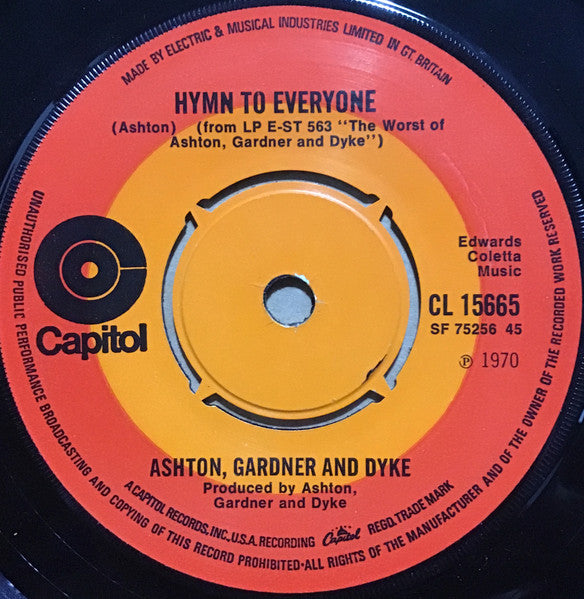 MADE BY ELECTRIC & MUSICAL INDUSTRIES LIMITED IN GT. BRITAIN
HYMN TO EVERYONE
(Ashton) (from LP E-ST 563 "The Worst of
Ashton, Gardner and Dyke")
Edwards
Coletta
Music
CL 15665
SF 75256 45
Ⓟ 1970
Capitol
ASHTON, GARDNER AND DYKE
Produced by Ashton,
Gardner and Dyke
A CAPITOL RECORDS, INC., U.S.A. RECORDING Capitol REGD. TRADE MARK
UNAUTHORISED PUBLIC PERFORMANCE BROADCASTING AND COPYING OF THIS RECORD PROHIBITED•ALL RIGHTS OF THE MANUFACTURER AND OF THE OWNER OF THE RECORDED WORK RESERVED